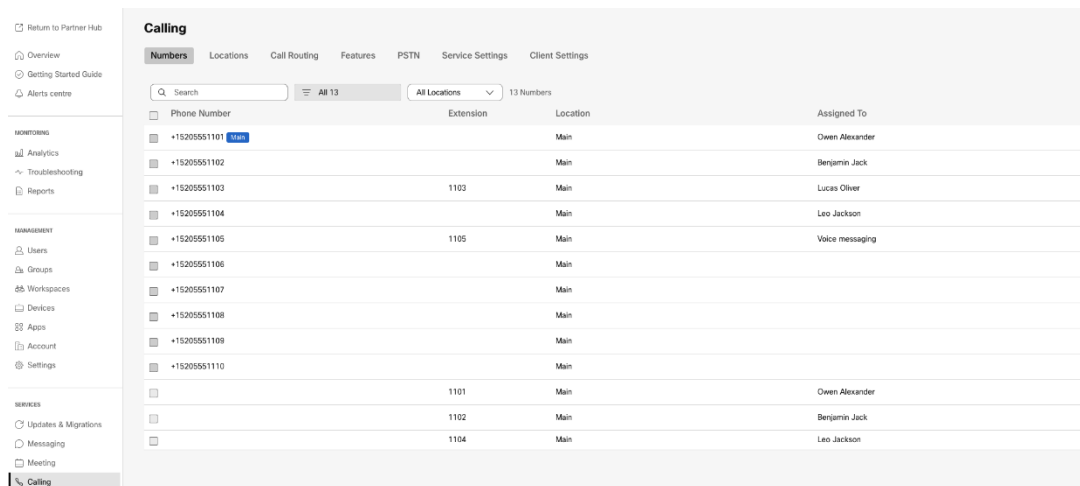 Return to Partner Hub
Overview
Getting Started Guide
Alerts centre
MONITORING
Analytics
Troubleshooting
Reports
MANAGEMENT
Users
Groups
Workspaces
Devices
Apps
Account
Settings
SERVICES
Updates & Migrations
Messaging
Meeting
Calling
Calling
Numbers Locations Call Routing Features PSTN Service Settings Client Settings
Search All 13 All Locations 13 Numbers
Phone Number Extension Location Assigned To
+15205551101 Main Main Owen Alexander
+15205551102 Main Benjamin Jack
+15205551103 1103 Main Lucas Oliver
+15205551104 Main Leo Jackson
+15205551105 1105 Main Voice messaging
+15205551106 Main
+15205551107 Main
+15205551108 Main
+15205551109 Main
+15205551110 Main
1101 Main Owen Alexander
1102 Main Benjamin Jack
1104 Main Leo Jackson